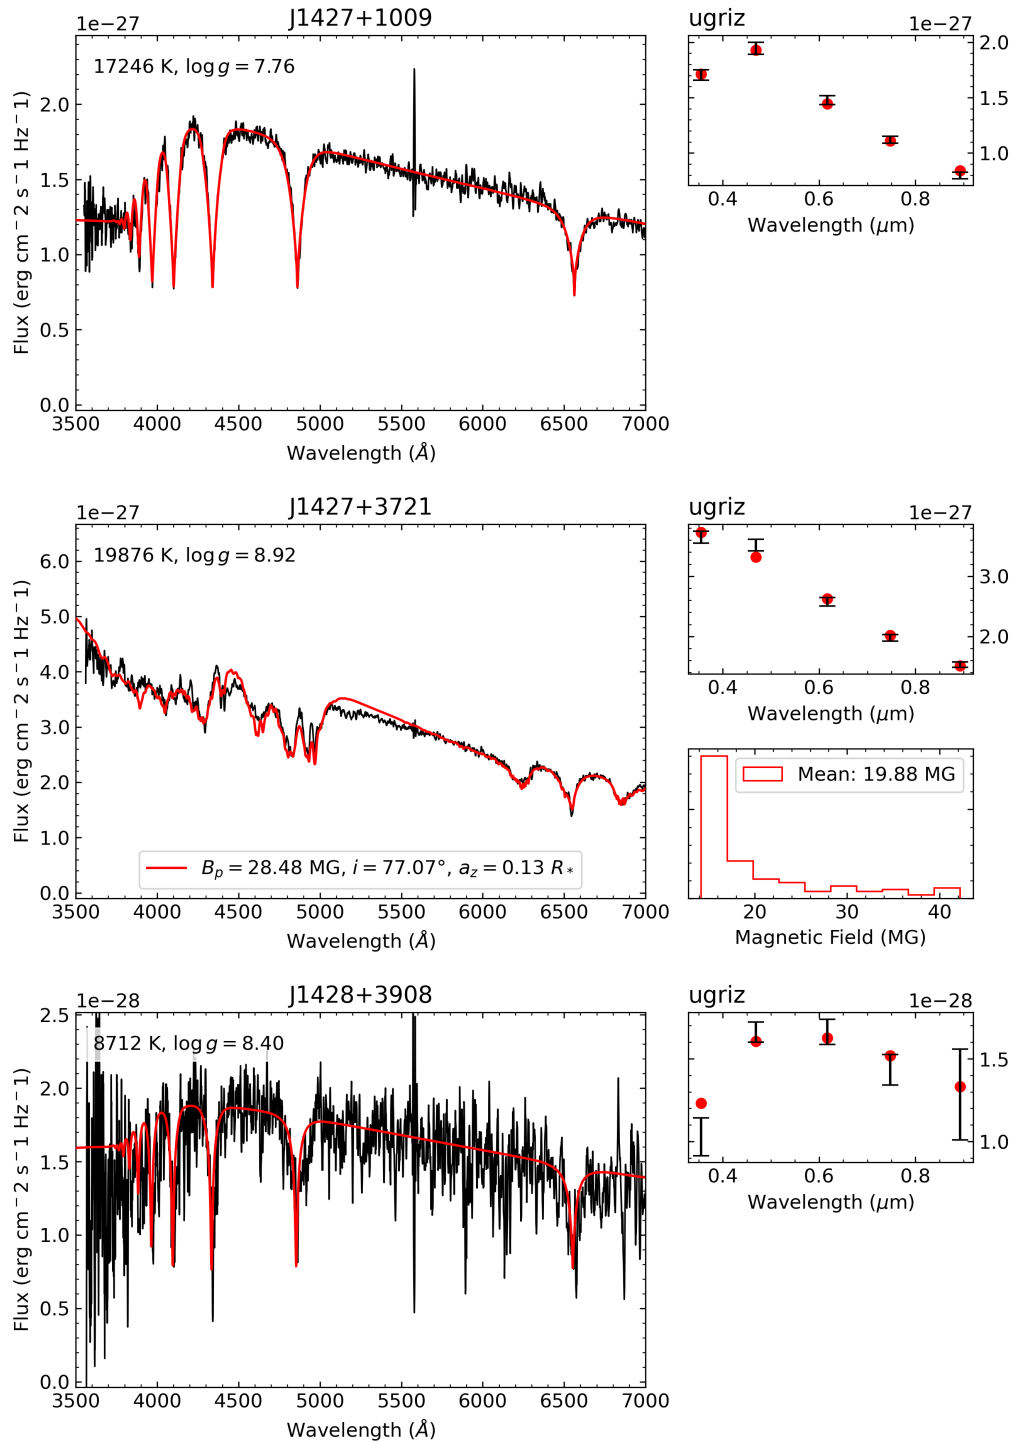 J1427+1009
1e−27
17246 K, log g = 7.76
2.0
1.5
1.0
0.5
0.0
Flux (erg cm−2 s−1 Hz−1)
3500 4000 4500 5000 5500 6000 6500 7000
Wavelength (Å)
ugriz
1e−27
2.0
1.5
1.0
0.4 0.6 0.8
Wavelength (μm)
J1427+3721
1e−27
19876 K, log g = 8.92
6.0
5.0
4.0
3.0
2.0
1.0
0.0
Flux (erg cm−2 s−1 Hz−1)
B_p = 28.48 MG, i = 77.07°, a_z = 0.13 R_*
3500 4000 4500 5000 5500 6000 6500 7000
Wavelength (Å)
ugriz
1e−27
3.0
2.0
0.4 0.6 0.8
Wavelength (μm)
Mean: 19.88 MG
20 30 40
Magnetic Field (MG)
J1428+3908
1e−28
8712 K, log g = 8.40
2.5
2.0
1.5
1.0
0.5
0.0
Flux (erg cm−2 s−1 Hz−1)
3500 4000 4500 5000 5500 6000 6500 7000
Wavelength (Å)
ugriz
1e−28
1.5
1.0
0.4 0.6 0.8
Wavelength (μm)